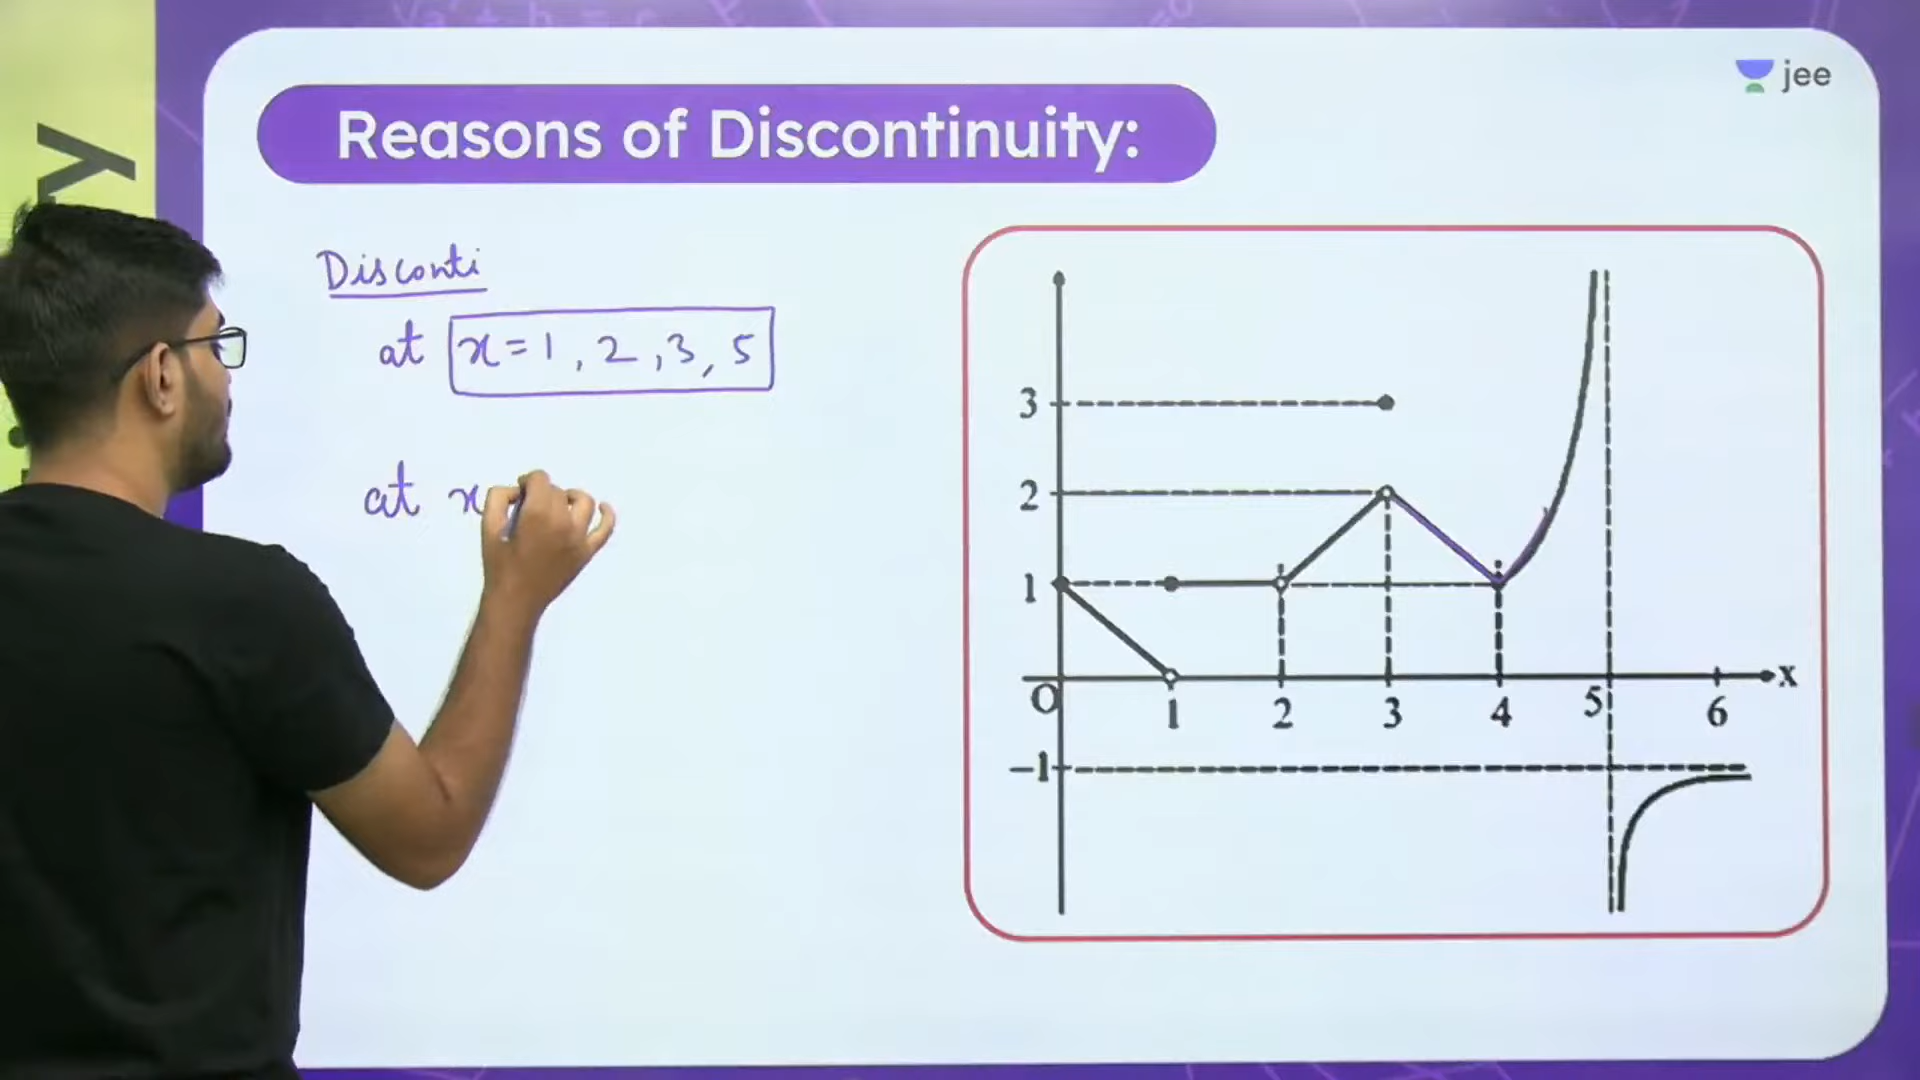 y
jee
Reasons of Discontinuity:
Disconti
at x=1, 2, 3, 5
at x
3
2
1
O 1 2 3 4 5 6 x
-1